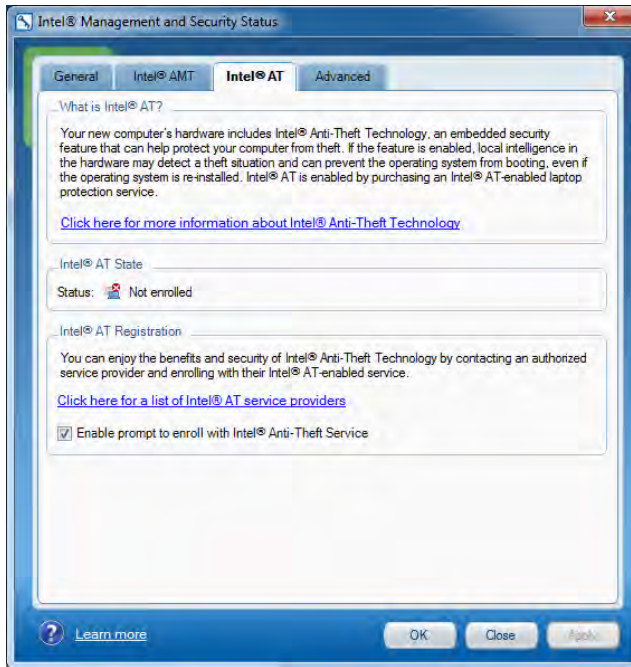 Intel® Management and Security Status
General Intel® AMT Intel® AT Advanced
What is Intel® AT?
Your new computer's hardware includes Intel® Anti-Theft Technology, an embedded security
feature that can help protect your computer from theft. If the feature is enabled, local intelligence in
the hardware may detect a theft situation and can prevent the operating system from booting, even if
the operating system is re-installed. Intel® AT is enabled by purchasing an Intel® AT-enabled laptop
protection service.
Click here for more information about Intel® Anti-Theft Technology
Intel® AT State
Status: Not enrolled
Intel® AT Registration
You can enjoy the benefits and security of Intel® Anti-Theft Technology by contacting an authorized
service provider and enrolling with their Intel® AT-enabled service.
Click here for a list of Intel® AT service providers
Enable prompt to enroll with Intel® Anti-Theft Service
? Learn more OK Close Apply